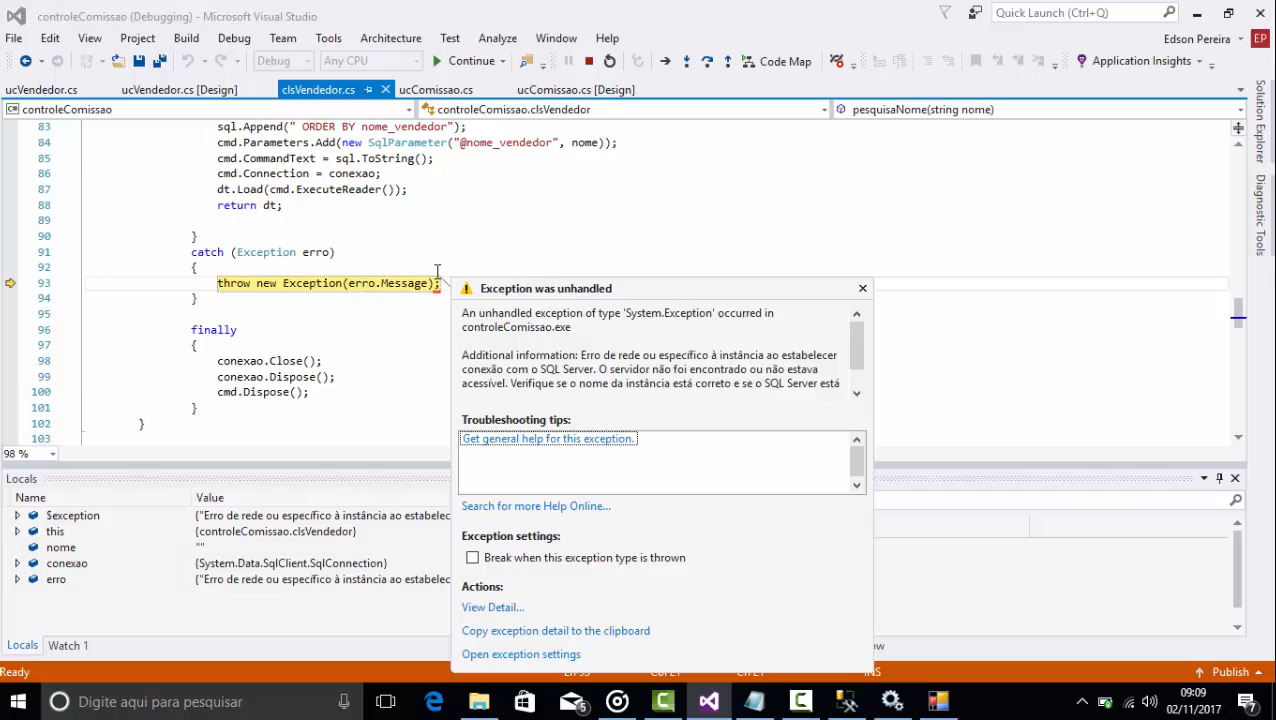 controleComissao (Debugging) - Microsoft Visual Studio
Quick Launch (Ctrl+Q)
File Edit View Project Build Debug Team Tools Architecture Test Analyze Window Help
Edson Pereira EP
Debug Any CPU Continue Code Map Application Insights
ucVendedor.cs ucVendedor.cs [Design] clsVendedor.cs ucComissao.cs ucComissao.cs [Design]
controleComissao controleComissao.clsVendedor pesquisaNome(string nome)
Solution Explorer
Diagnostic Tools
83 sql.Append(" ORDER BY nome_vendedor");
84 cmd.Parameters.Add(new SqlParameter("@nome_vendedor", nome));
85 cmd.CommandText = sql.ToString();
86 cmd.Connection = conexao;
87 dt.Load(cmd.ExecuteReader());
88 return dt;
89
90 }
91 catch (Exception erro)
92 {
93 throw new Exception(erro.Message);
94 }
95
96 finally
97 {
98 conexao.Close();
99 conexao.Dispose();
100 cmd.Dispose();
101 }
102 }
103
98 %
Exception was unhandled
An unhandled exception of type 'System.Exception' occurred in
controleComissao.exe
Additional information: Erro de rede ou específico à instância ao estabelecer
conexão com o SQL Server. O servidor não foi encontrado ou não estava
acessível. Verifique se o nome da instância está correto e se o SQL Server está
Troubleshooting tips:
Get general help for this exception.
Search for more Help Online...
Exception settings:
Break when this exception type is thrown
Actions:
View Detail...
Copy exception detail to the clipboard
Open exception settings
Locals
Name Value
$exception {"Erro de rede ou específico à instância ao estabelec
this {controleComissao.clsVendedor}
nome ""
conexao {System.Data.SqlClient.SqlConnection}
erro {"Erro de rede ou específico à instância ao estabelec
Locals Watch 1
Ready INS Publish
Digite aqui para pesquisar
5
09:09
02/11/2017
7